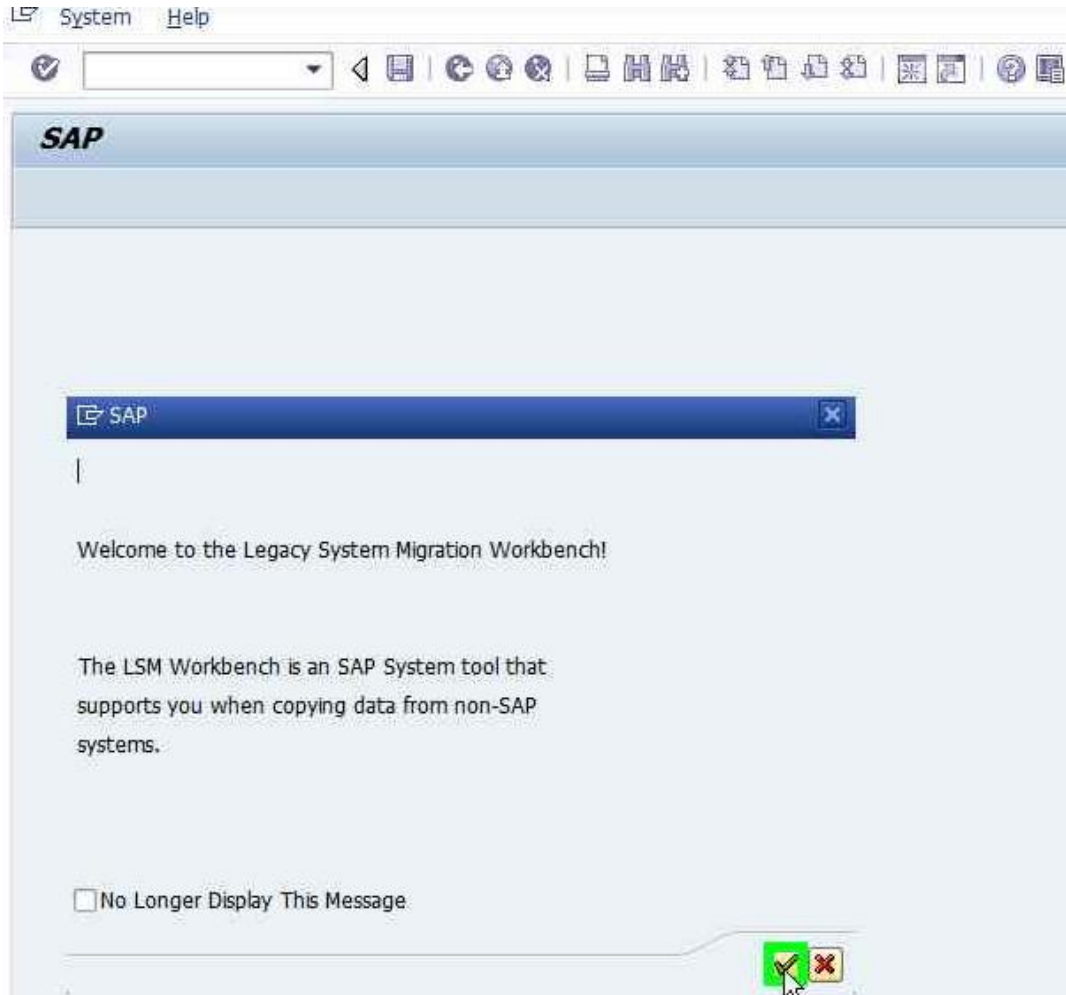 System Help
SAP
SAP
Welcome to the Legacy System Migration Workbench!
The LSM Workbench is an SAP System tool that
supports you when copying data from non-SAP
systems.
No Longer Display This Message